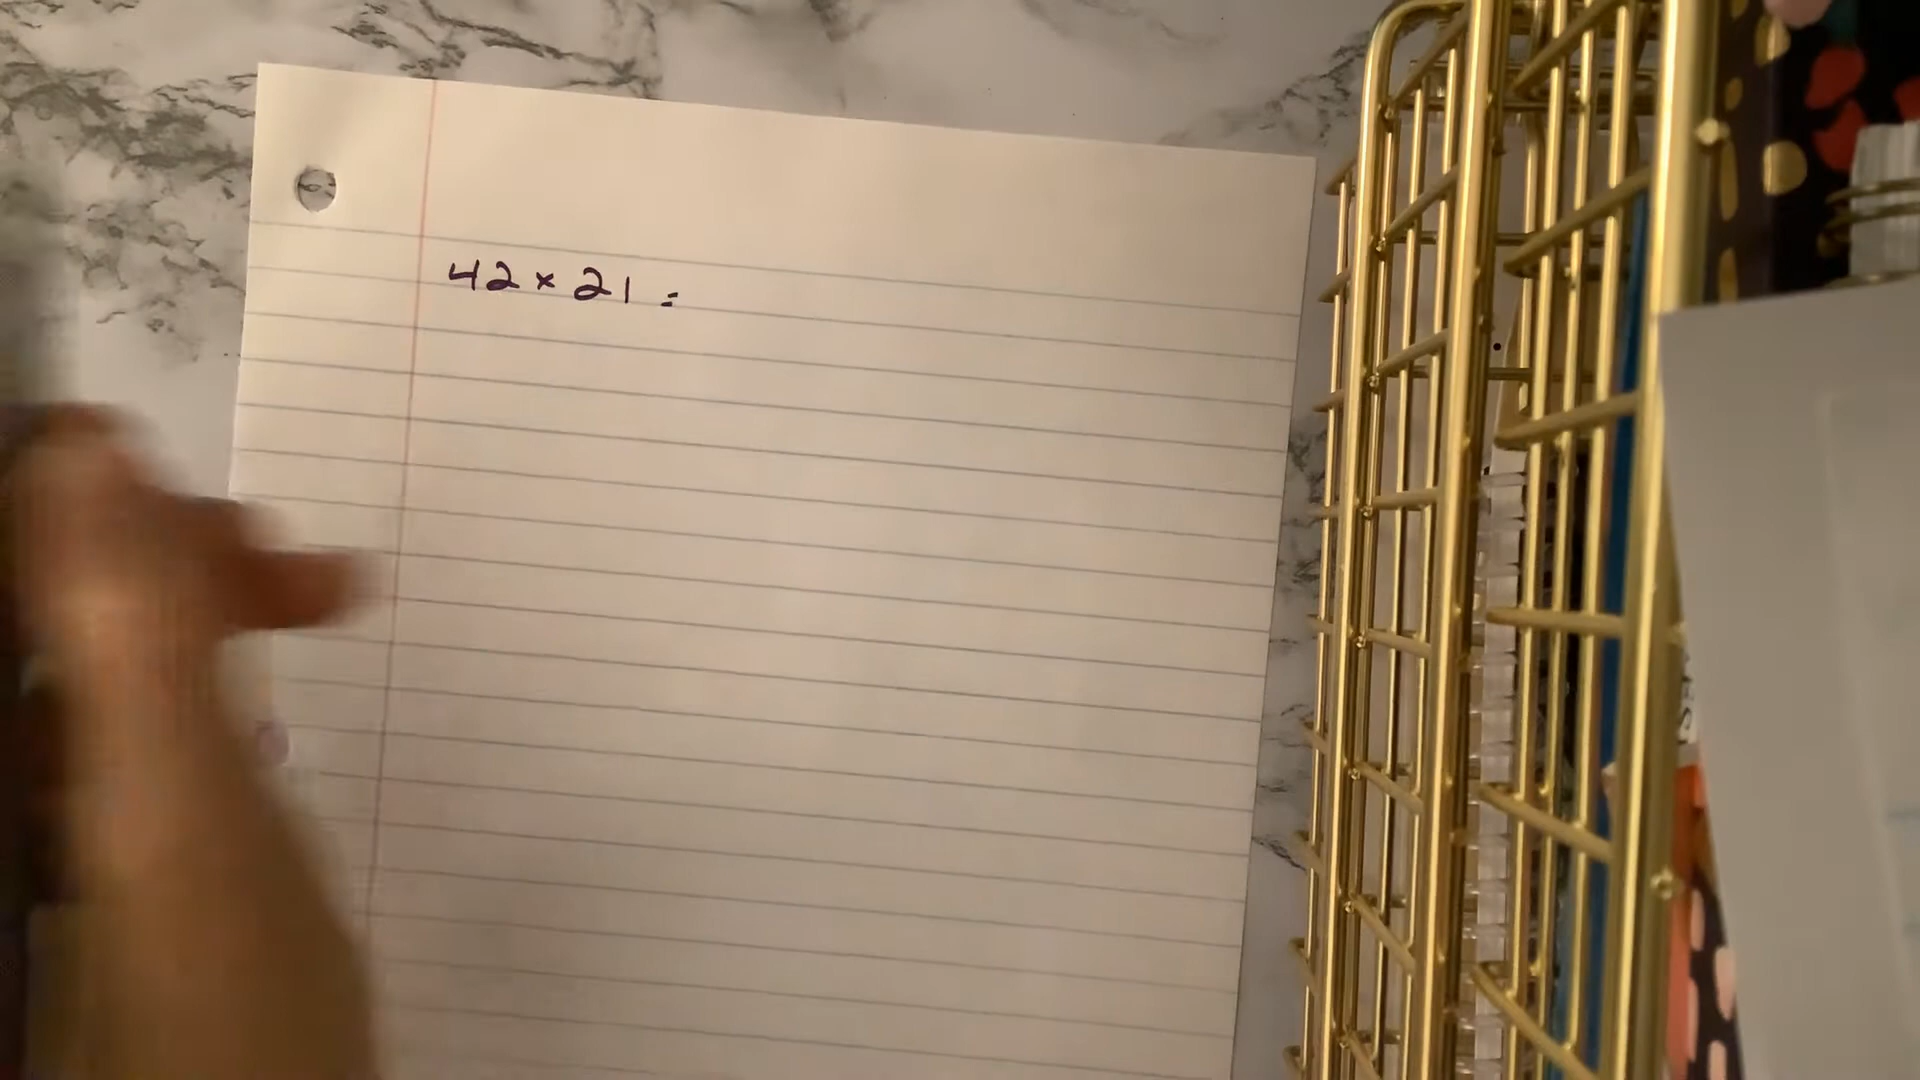 42 × 21 =